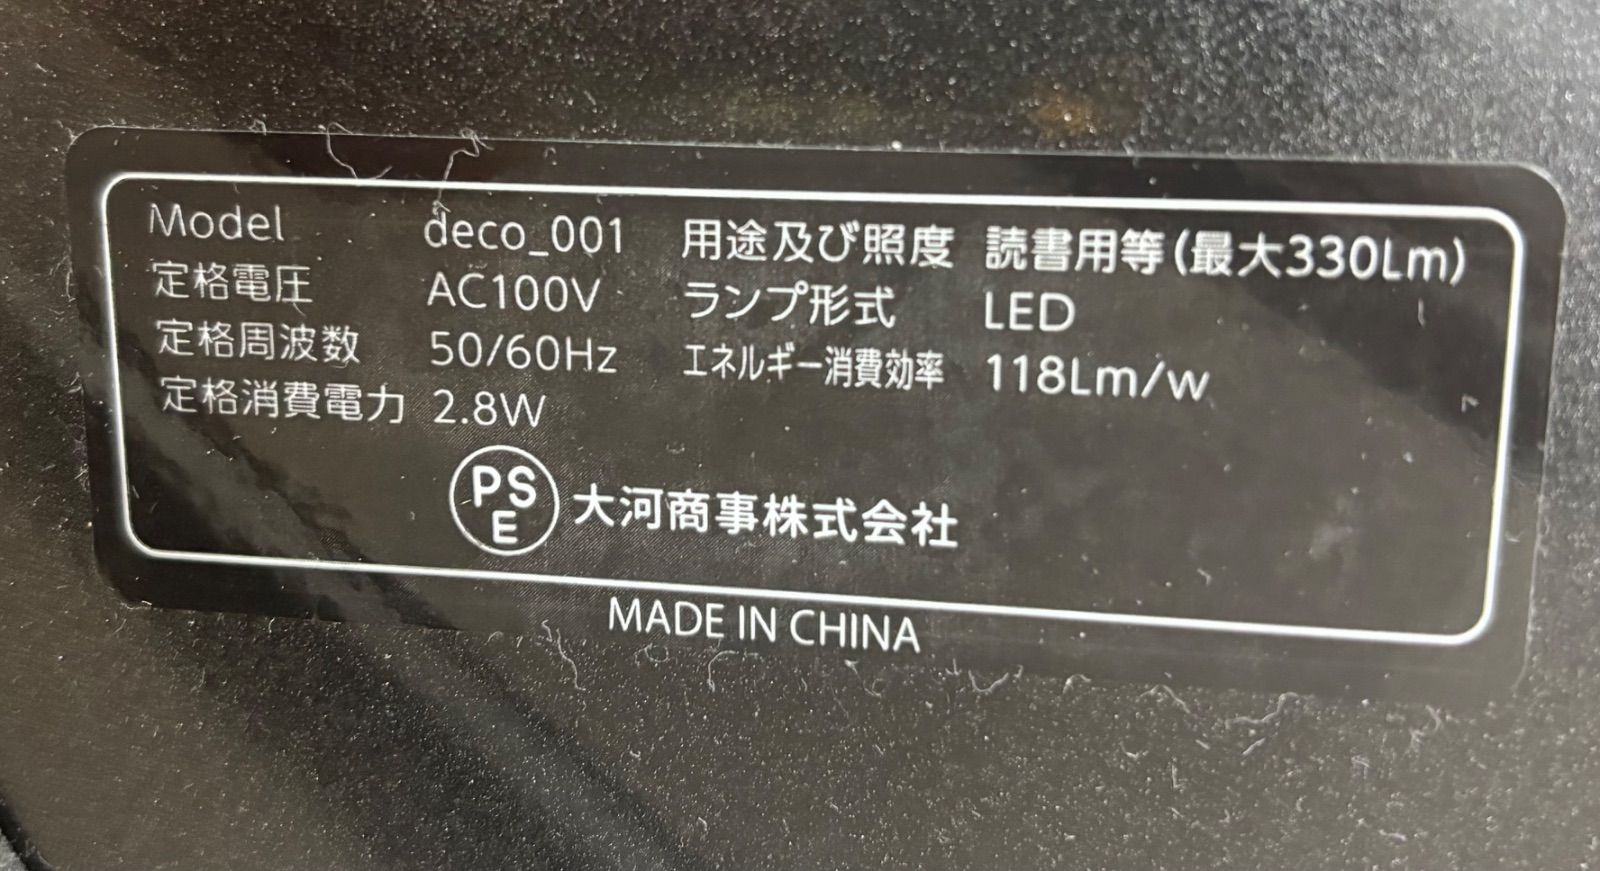 Model deco_001 用途及び照度 読書用等(最大330Lm)
定格電圧 AC100V ランプ形式 LED
定格周波数 50/60Hz エネルギー消費効率 118Lm/w
定格消費電力 2.8W
PS
E
大河商事株式会社
MADE IN CHINA